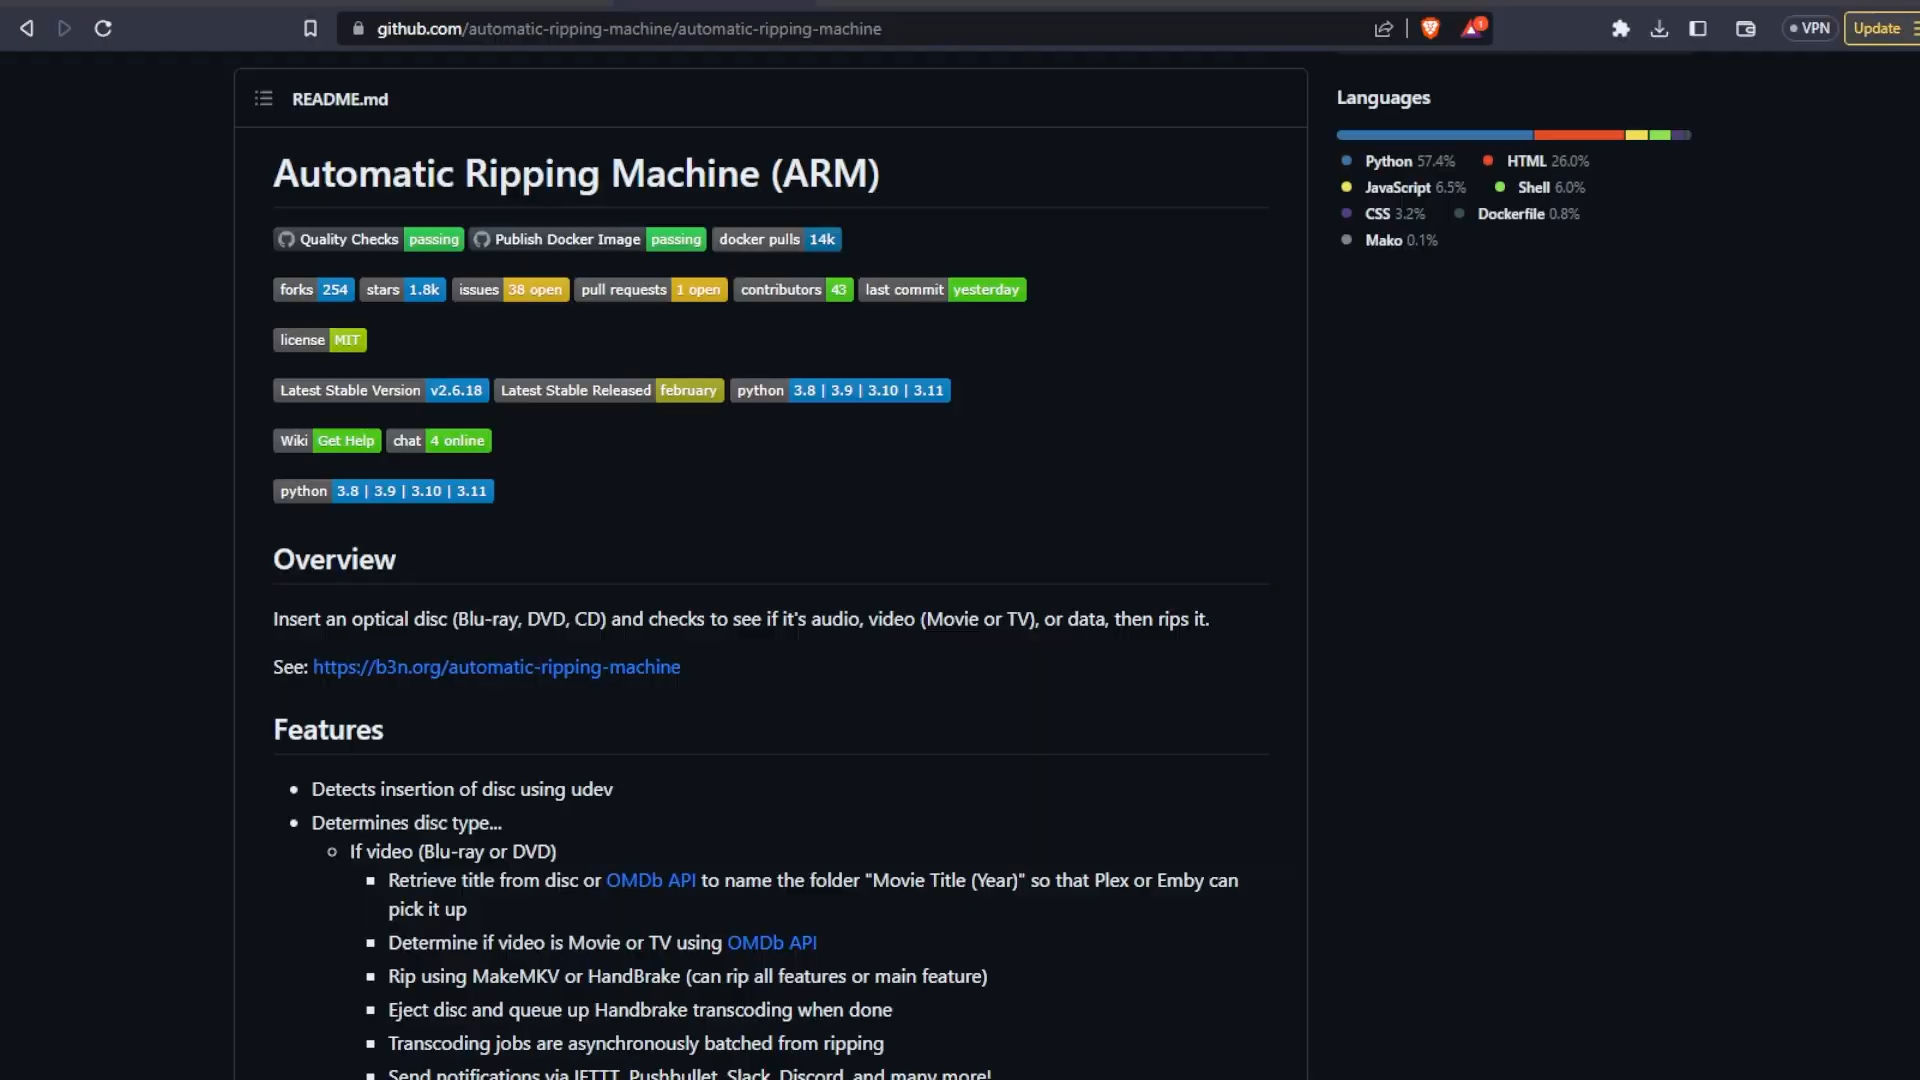 github.com/automatic-ripping-machine/automatic-ripping-machine
1
VPN
Update
README.md
Automatic Ripping Machine (ARM)
Quality Checks passing Publish Docker Image passing docker pulls 14k
forks 254 stars 1.8k issues 38 open pull requests 1 open contributors 43 last commit yesterday
license MIT
Latest Stable Version v2.6.18 Latest Stable Released february python 3.8 | 3.9 | 3.10 | 3.11
Wiki Get Help chat 4 online
python 3.8 | 3.9 | 3.10 | 3.11
Overview
Insert an optical disc (Blu-ray, DVD, CD) and checks to see if it's audio, video (Movie or TV), or data, then rips it.
See: https://b3n.org/automatic-ripping-machine
Features
Detects insertion of disc using udev
Determines disc type...
If video (Blu-ray or DVD)
Retrieve title from disc or OMDb API to name the folder "Movie Title (Year)" so that Plex or Emby can
pick it up
Determine if video is Movie or TV using OMDb API
Rip using MakeMKV or HandBrake (can rip all features or main feature)
Eject disc and queue up Handbrake transcoding when done
Transcoding jobs are asynchronously batched from ripping
Send notifications via IFTTT, Pushbullet, Slack, Discord, and many more!
Languages
Python 57.4% HTML 26.0%
JavaScript 6.5% Shell 6.0%
CSS 3.2% Dockerfile 0.8%
Mako 0.1%